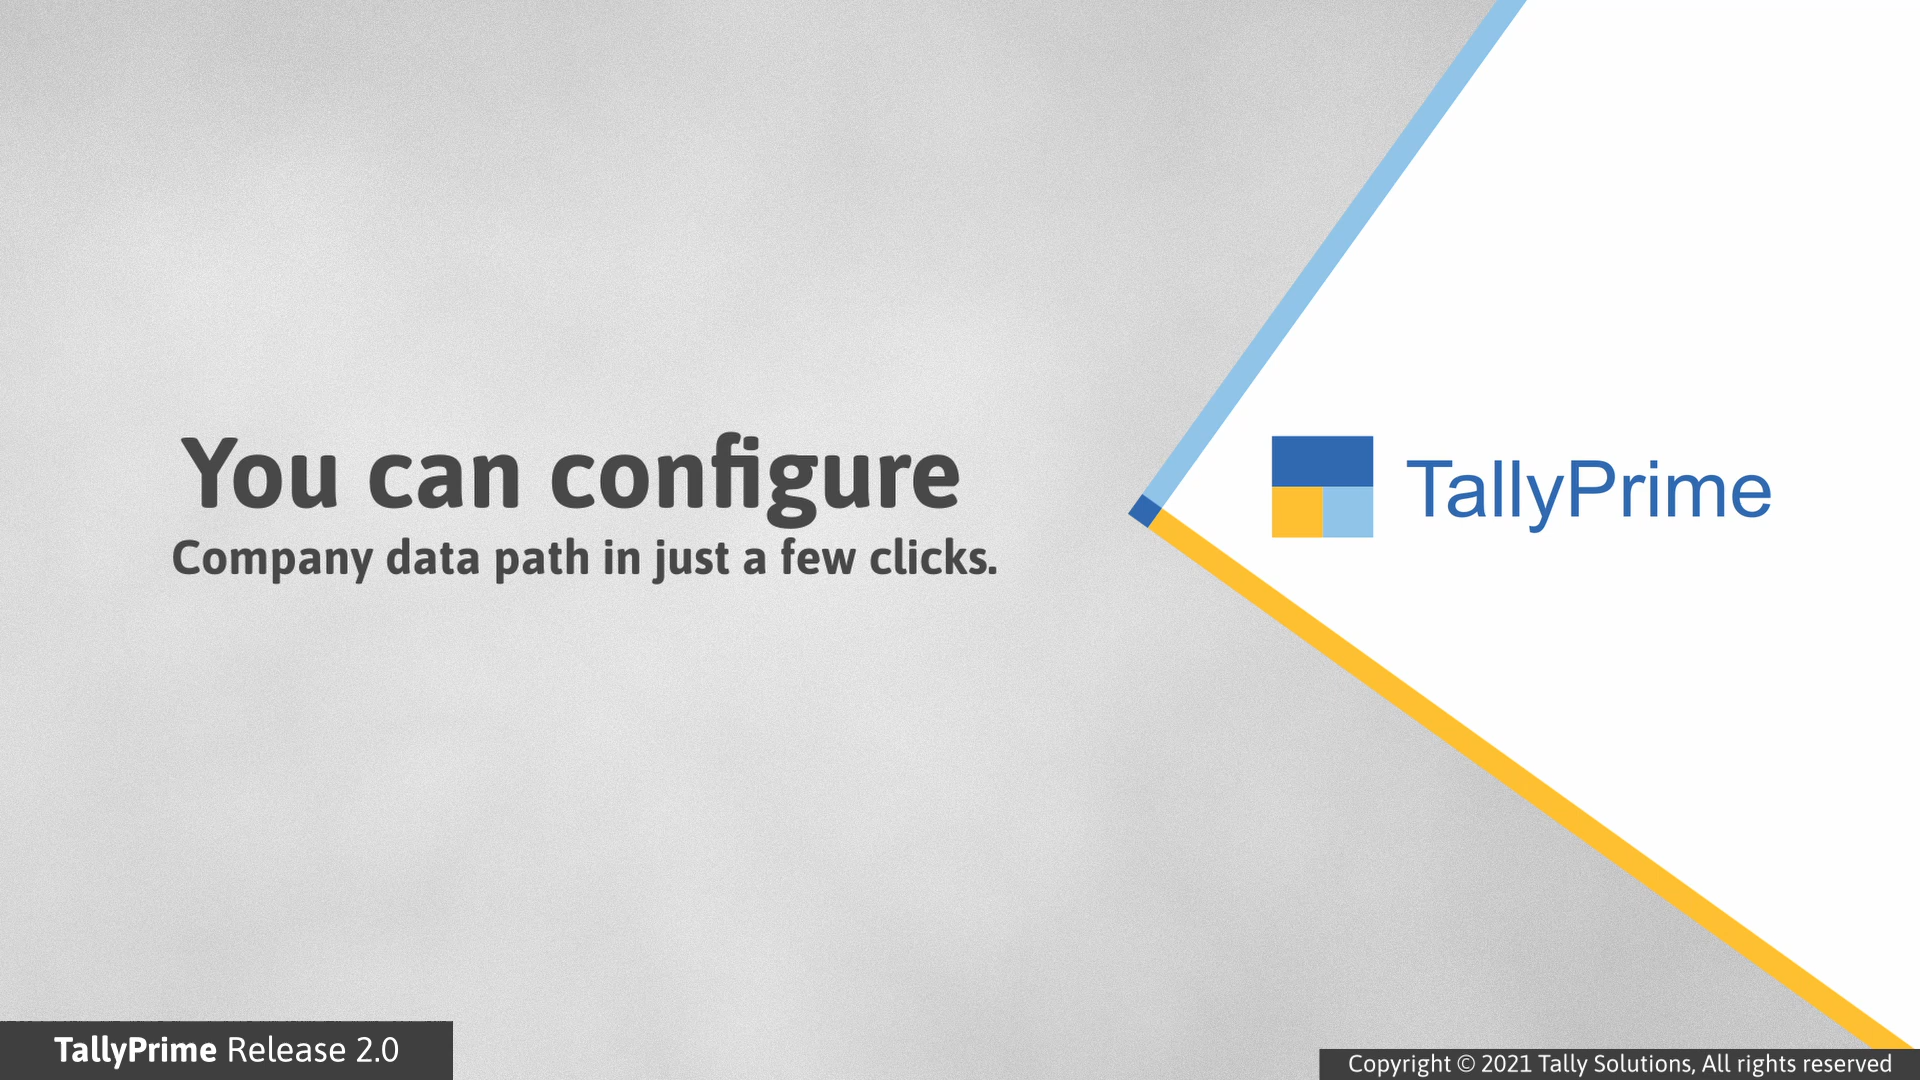 You can configure
Company data path in just a few clicks.
TallyPrime
TallyPrime Release 2.0
Copyright © 2021 Tally Solutions, All rights reserved